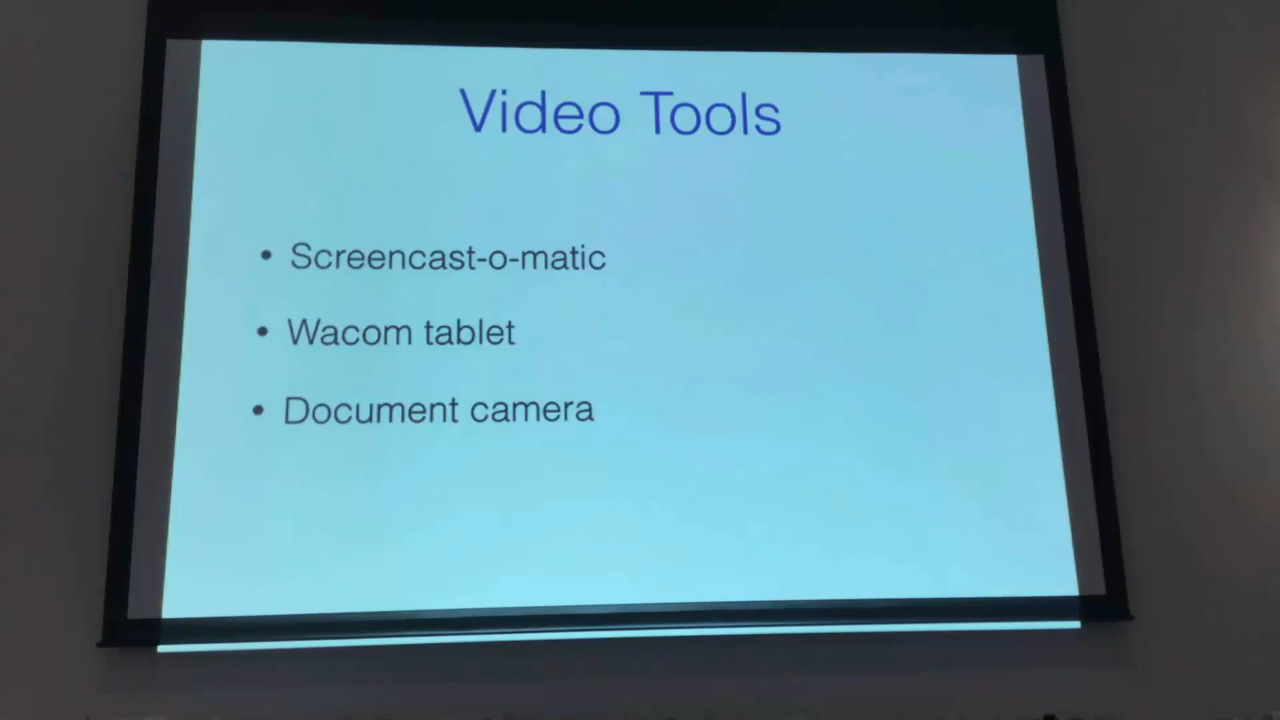 Video Tools
• Screencast-o-matic
• Wacom tablet
• Document camera